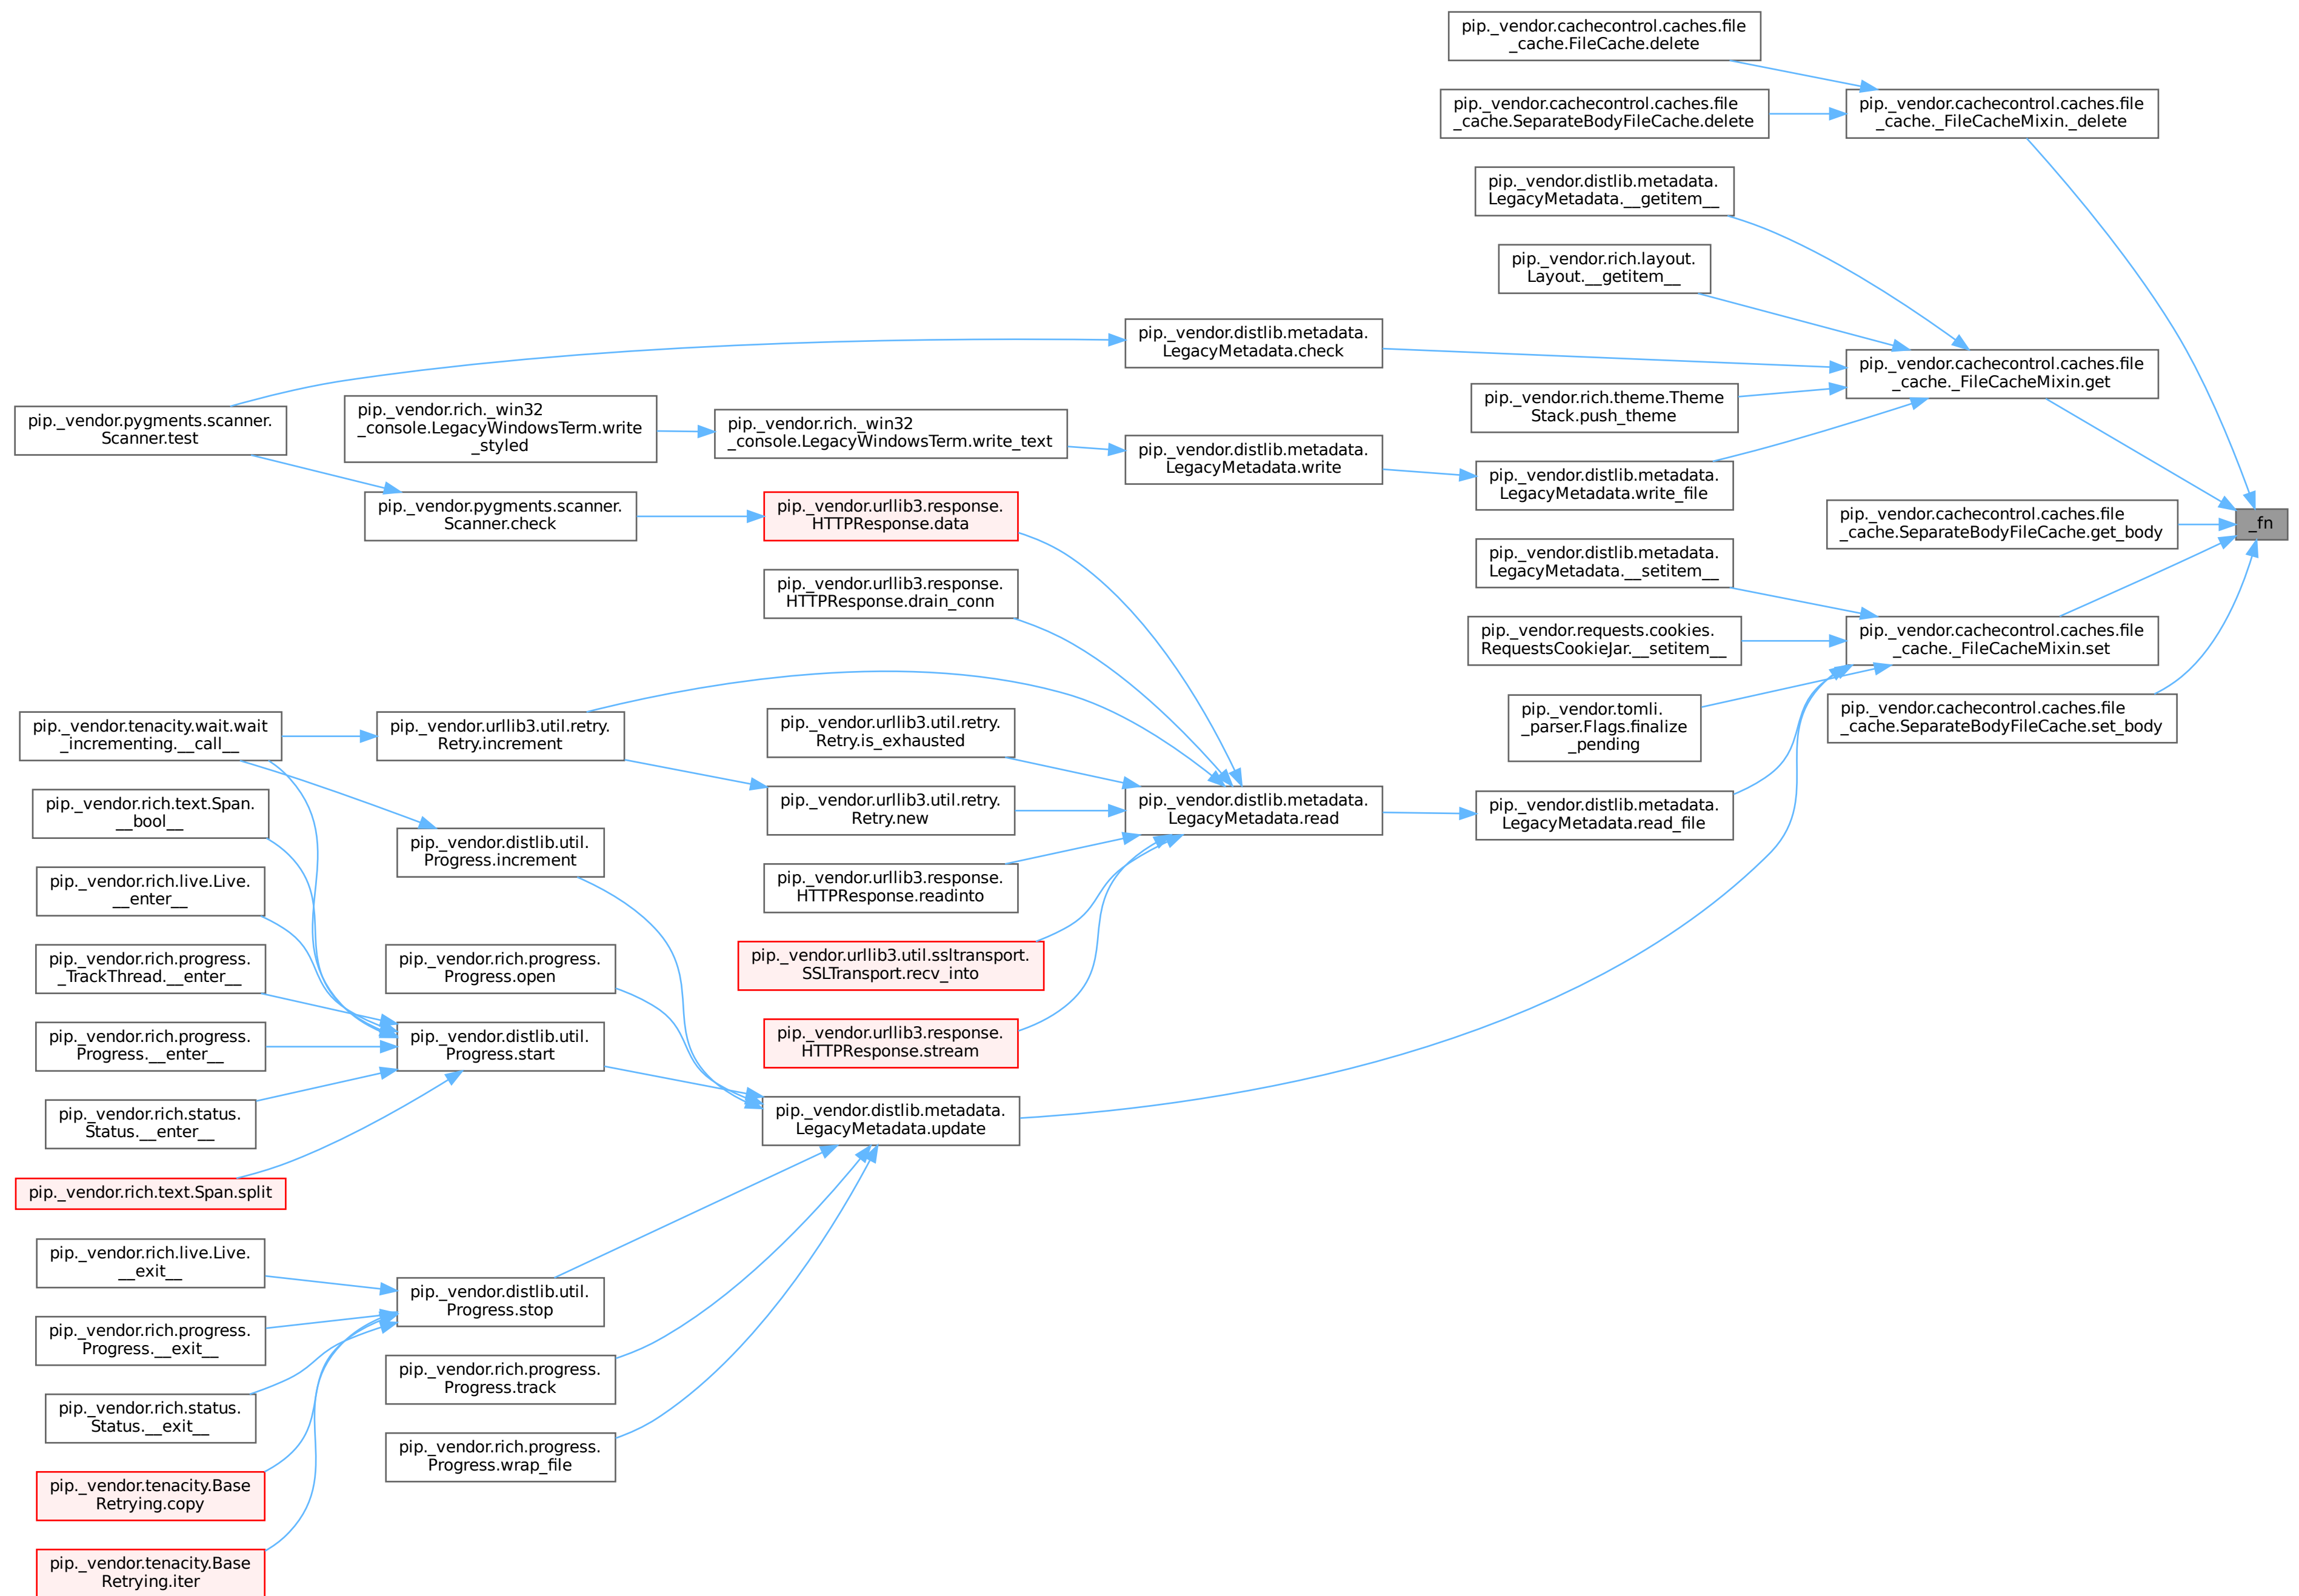 pip._vendor.cachecontrol.caches.file
_cache.FileCache.delete
pip._vendor.cachecontrol.caches.file
_cache.SeparateBodyFileCache.delete
pip._vendor.cachecontrol.caches.file
_cache._FileCacheMixin._delete
pip._vendor.distlib.metadata.
LegacyMetadata.__getitem__
pip._vendor.rich.layout.
Layout.__getitem__
pip._vendor.distlib.metadata.
LegacyMetadata.check
pip._vendor.cachecontrol.caches.file
_cache._FileCacheMixin.get
pip._vendor.rich.theme.Theme
Stack.push_theme
pip._vendor.pygments.scanner.
Scanner.test
pip._vendor.rich._win32
_console.LegacyWindowsTerm.write
_styled
pip._vendor.rich._win32
_console.LegacyWindowsTerm.write_text
pip._vendor.distlib.metadata.
LegacyMetadata.write
pip._vendor.distlib.metadata.
LegacyMetadata.write_file
pip._vendor.pygments.scanner.
Scanner.check
pip._vendor.urllib3.response.
HTTPResponse.data
pip._vendor.cachecontrol.caches.file
_cache.SeparateBodyFileCache.get_body
_fn
pip._vendor.distlib.metadata.
LegacyMetadata.__setitem__
pip._vendor.urllib3.response.
HTTPResponse.drain_conn
pip._vendor.requests.cookies.
RequestsCookieJar.__setitem__
pip._vendor.cachecontrol.caches.file
_cache._FileCacheMixin.set
pip._vendor.tomli.
_parser.Flags.finalize
_pending
pip._vendor.cachecontrol.caches.file
_cache.SeparateBodyFileCache.set_body
pip._vendor.tenacity.wait.wait
_incrementing.__call__
pip._vendor.urllib3.util.retry.
Retry.increment
pip._vendor.urllib3.util.retry.
Retry.is_exhausted
pip._vendor.urllib3.util.retry.
Retry.new
pip._vendor.distlib.metadata.
LegacyMetadata.read
pip._vendor.distlib.metadata.
LegacyMetadata.read_file
pip._vendor.rich.text.Span.
__bool__
pip._vendor.distlib.util.
Progress.increment
pip._vendor.urllib3.response.
HTTPResponse.readinto
pip._vendor.rich.live.Live.
__enter__
pip._vendor.rich.progress.
_TrackThread.__enter__
pip._vendor.rich.progress.
Progress.open
pip._vendor.urllib3.util.ssltransport.
SSLTransport.recv_into
pip._vendor.rich.progress.
Progress.__enter__
pip._vendor.distlib.util.
Progress.start
pip._vendor.urllib3.response.
HTTPResponse.stream
pip._vendor.rich.status.
Status.__enter__
pip._vendor.distlib.metadata.
LegacyMetadata.update
pip._vendor.rich.text.Span.split
pip._vendor.rich.live.Live.
__exit__
pip._vendor.distlib.util.
Progress.stop
pip._vendor.rich.progress.
Progress.__exit__
pip._vendor.rich.progress.
Progress.track
pip._vendor.rich.status.
Status.__exit__
pip._vendor.rich.progress.
Progress.wrap_file
pip._vendor.tenacity.Base
Retrying.copy
pip._vendor.tenacity.Base
Retrying.iter